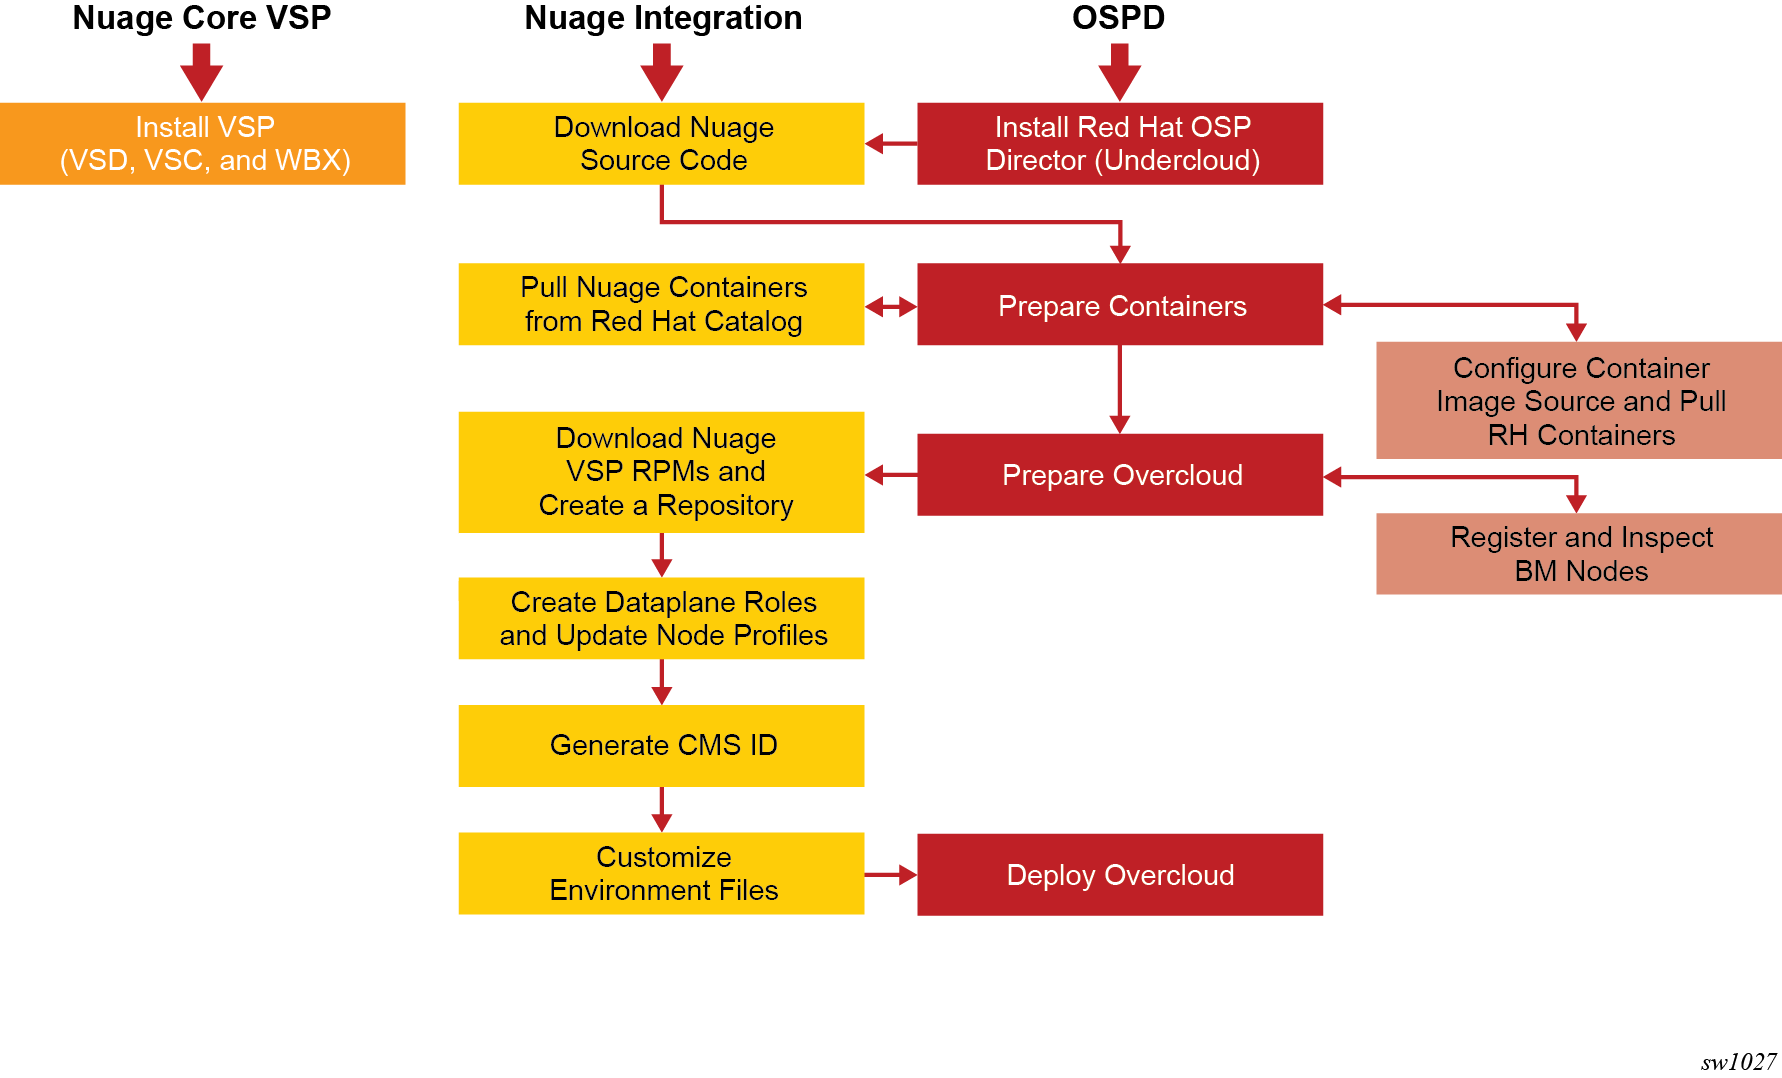 Nuage Core VSP
Nuage Integration
OSPD
Install VSP
(VSD, VSC, and WBX)
Download Nuage
Source Code
Install Red Hat OSP
Director (Undercloud)
Pull Nuage Containers
from Red Hat Catalog
Prepare Containers
Configure Container
Image Source and Pull
RH Containers
Download Nuage
VSP RPMs and
Create a Repository
Prepare Overcloud
Register and Inspect
BM Nodes
Create Dataplane Roles
and Update Node Profiles
Generate CMS ID
Customize
Environment Files
Deploy Overcloud
sw1027